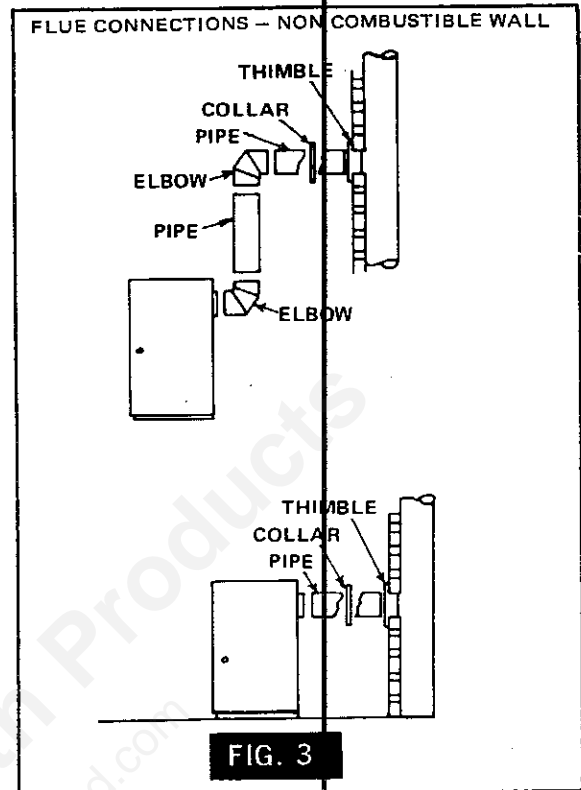 FLUE CONNECTIONS – NON COMBUSTIBLE WALL
THIMBLE
COLLAR
PIPE
ELBOW
PIPE
ELBOW
THIMBLE
COLLAR
PIPE
FIG. 3